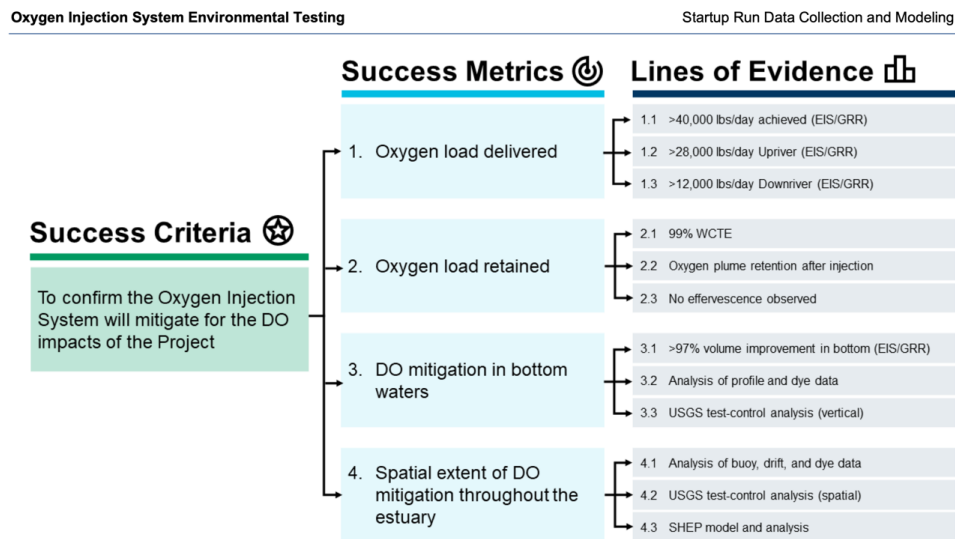 Oxygen Injection System Environmental Testing
Startup Run Data Collection and Modeling
Success Criteria
To confirm the Oxygen Injection
System will mitigate for the DO
impacts of the Project
Success Metrics
1. Oxygen load delivered
2. Oxygen load retained
3. DO mitigation in bottom
waters
4. Spatial extent of DO
mitigation throughout the
estuary
Lines of Evidence
1.1 >40,000 lbs/day achieved (EIS/GRR)
1.2 >28,000 lbs/day Upriver (EIS/GRR)
1.3 >12,000 lbs/day Downriver (EIS/GRR)
2.1 99% WCTE
2.2 Oxygen plume retention after injection
2.3 No effervescence observed
3.1 >97% volume improvement in bottom (EIS/GRR)
3.2 Analysis of profile and dye data
3.3 USGS test-control analysis (vertical)
4.1 Analysis of buoy, drift, and dye data
4.2 USGS test-control analysis (spatial)
4.3 SHEP model and analysis